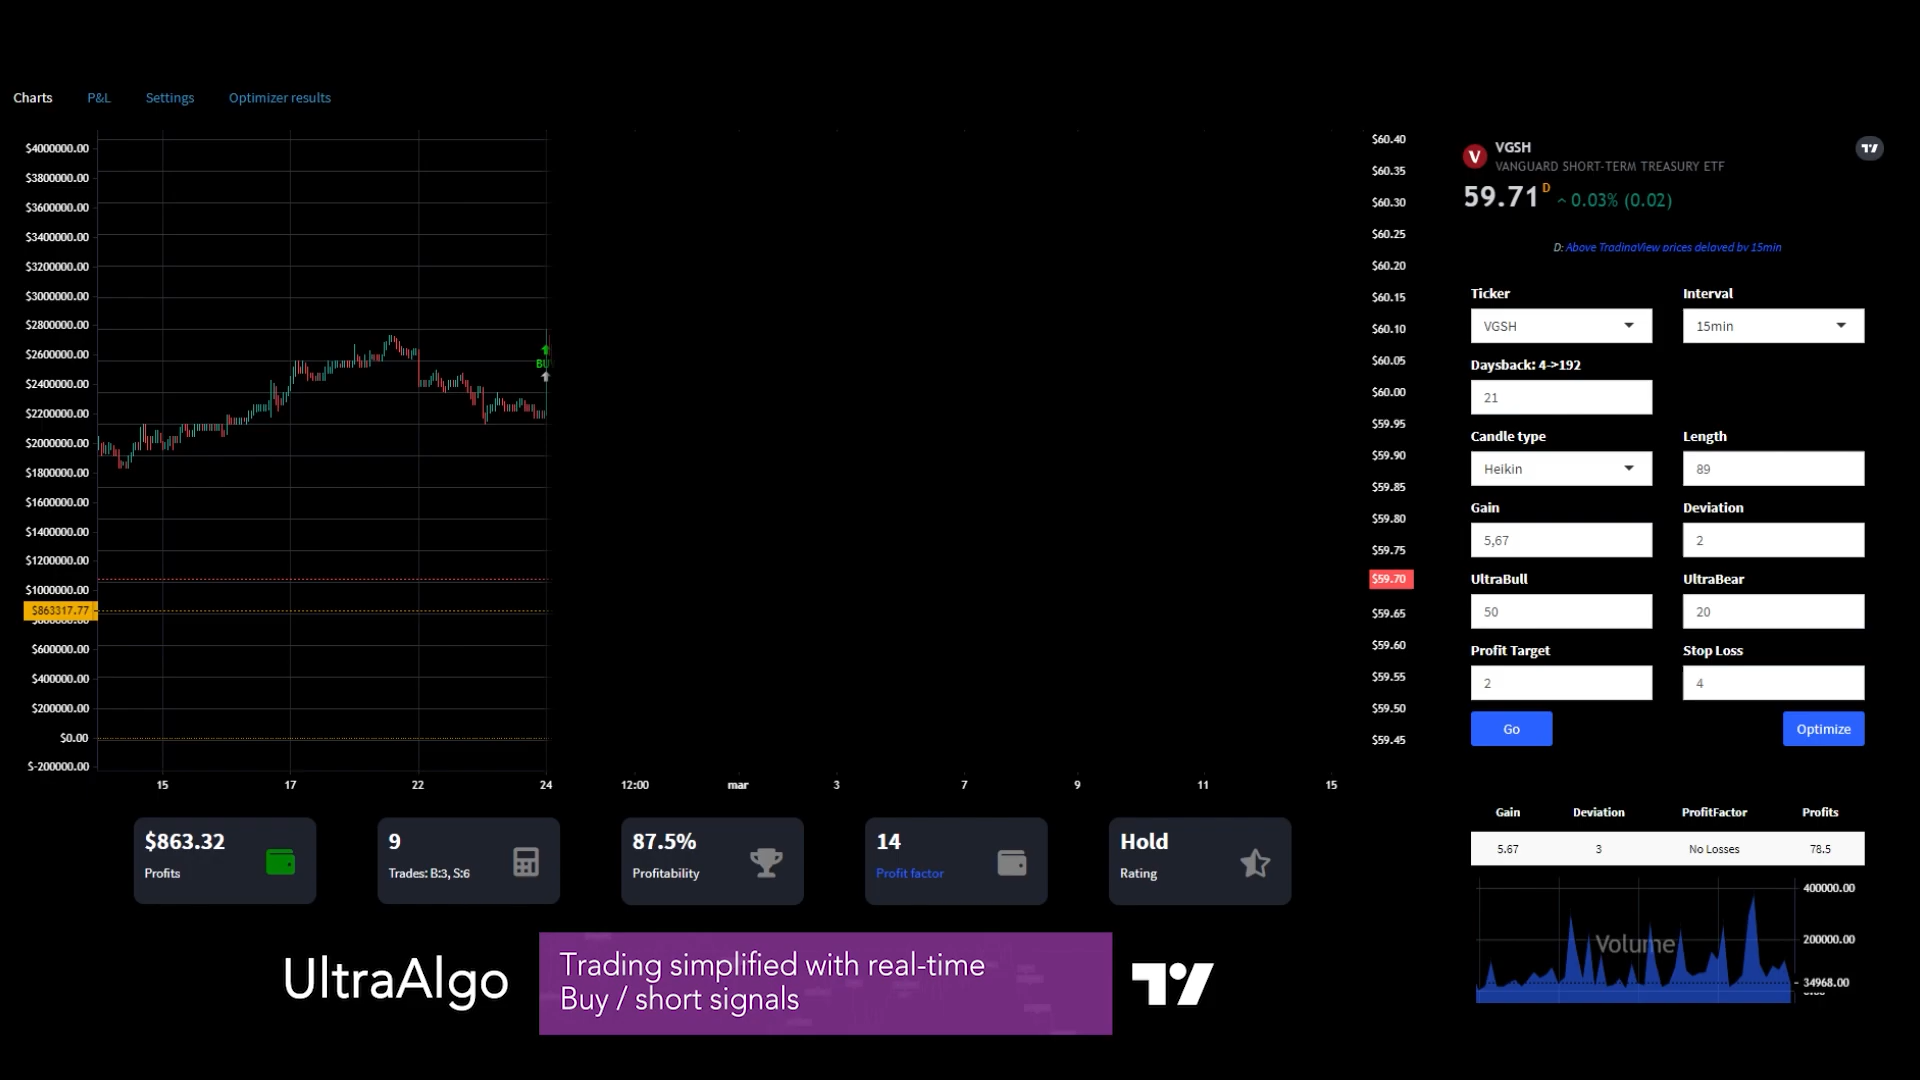 Charts P&L Settings Optimizer results
$4000000.00
$3800000.00
$3600000.00
$3400000.00
$3200000.00
$3000000.00
$2800000.00
$2600000.00
$2400000.00
$2200000.00
$2000000.00
$1800000.00
$1600000.00
$1400000.00
$1200000.00
$1000000.00
$863317.77
$600000.00
$400000.00
$200000.00
$0.00
$-200000.00
$60.40
$60.35
$60.30
$60.25
$60.20
$60.15
$60.10
$60.05
$60.00
$59.95
$59.90
$59.85
$59.80
$59.75
$59.70
$59.65
$59.60
$59.55
$59.50
$59.45
15 17 22 24 12:00 mar 3 7 9 11 15
V VGSH
VANGUARD SHORT-TERM TREASURY ETF
59.71 D 0.03% (0.02)
D: Above TradingView prices delayed by 15min
Ticker Interval
VGSH 15min
Daysback: 4->192
21
Candle type Length
Heikin 89
Gain Deviation
5,67 2
UltraBull UltraBear
50 20
Profit Target Stop Loss
2 4
Go Optimize
Gain Deviation ProfitFactor Profits
5.67 3 No Losses 78.5
400000.00
Volume 200000.00
34968.00
$863.32
Profits
9
Trades: B:3, S:6
87.5%
Profitability
14
Profit factor
Hold
Rating
UltraAlgo
Trading simplified with real-time
Buy / short signals